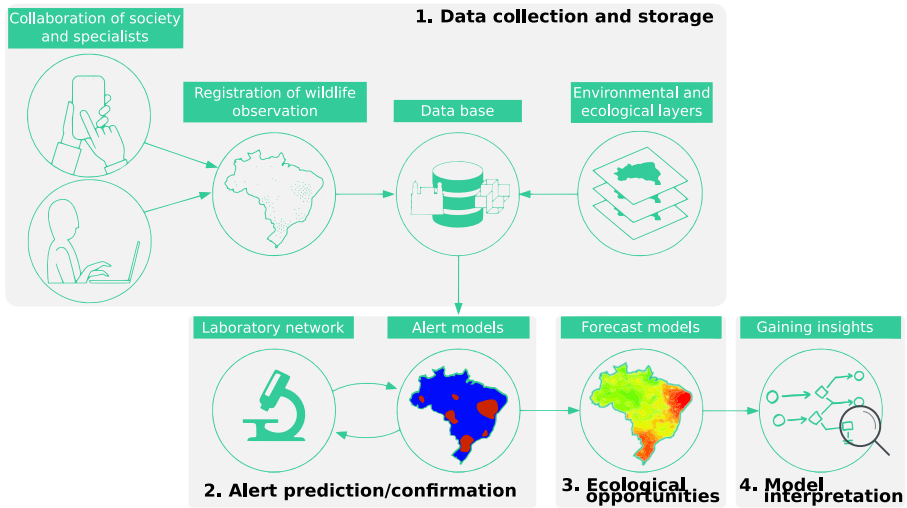 Collaboration of society
and specialists
1. Data collection and storage
Registration of wildlife
observation
Data base
Environmental and
ecological layers
Laboratory network
Alert models
Forecast models
Gaining insights
2. Alert prediction/confirmation
3. Ecological
opportunities
4. Model
interpretation